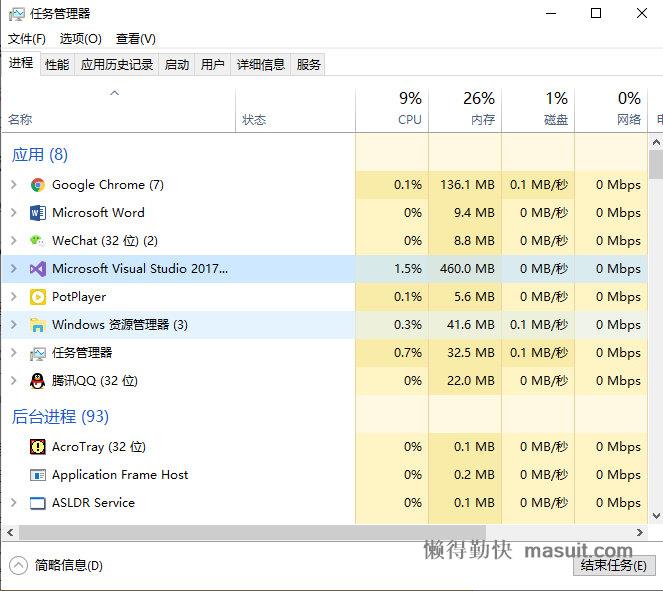 任务管理器
文件(F) 选项(O) 查看(V)
进程 性能 应用历史记录 启动 用户 详细信息 服务
9% 26% 1% 0%
名称 状态 CPU 内存 磁盘 网络
应用 (8)
Google Chrome (7) 0.1% 136.1 MB 0.1 MB/秒 0 Mbps
Microsoft Word 0% 9.4 MB 0 MB/秒 0 Mbps
WeChat (32 位) (2) 0% 8.8 MB 0 MB/秒 0 Mbps
Microsoft Visual Studio 2017... 1.5% 460.0 MB 0 MB/秒 0 Mbps
PotPlayer 0.1% 5.6 MB 0 MB/秒 0 Mbps
Windows 资源管理器 (3) 0.3% 41.6 MB 0.1 MB/秒 0 Mbps
任务管理器 0.7% 32.5 MB 0.1 MB/秒 0 Mbps
腾讯QQ (32 位) 0% 22.0 MB 0 MB/秒 0 Mbps
后台进程 (93)
AcroTray (32 位) 0% 0.1 MB 0 MB/秒 0 Mbps
Application Frame Host 0% 0.2 MB 0 MB/秒 0 Mbps
ASLDR Service 0% 0.1 MB 0 MB/秒 0 Mbps
懒得勤快 masuit.com
简略信息(D) 结束任务(E)